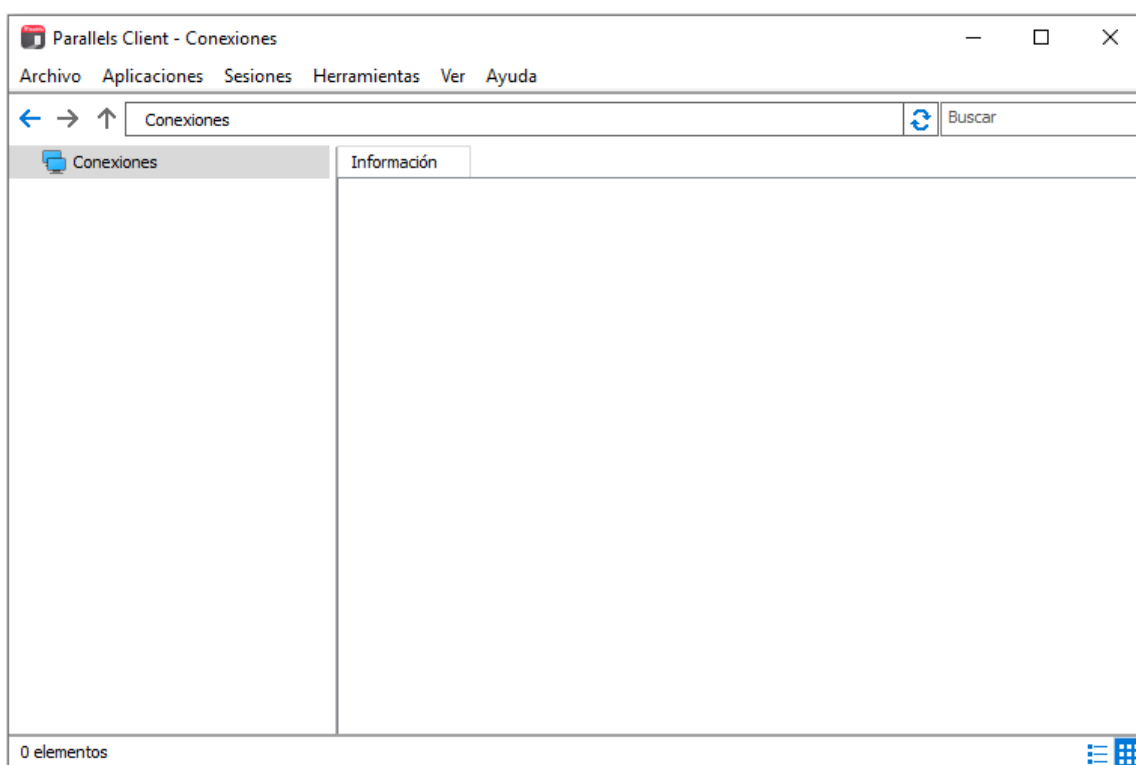 Parallels Client - Conexiones
Archivo Aplicaciones Sesiones Herramientas Ver Ayuda
Conexiones
Buscar
Conexiones
Información
0 elementos